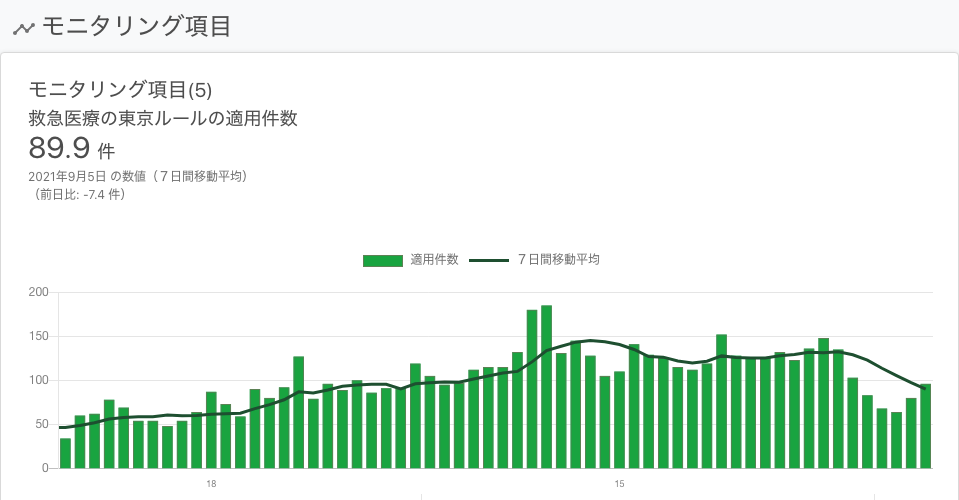 モニタリング項目
モニタリング項目(5)
救急医療の東京ルールの適用件数
89.9 件
2021年9月5日 の数値（７日間移動平均）
（前日比: -7.4 件）
適用件数 ７日間移動平均
200
150
100
50
0
18 15